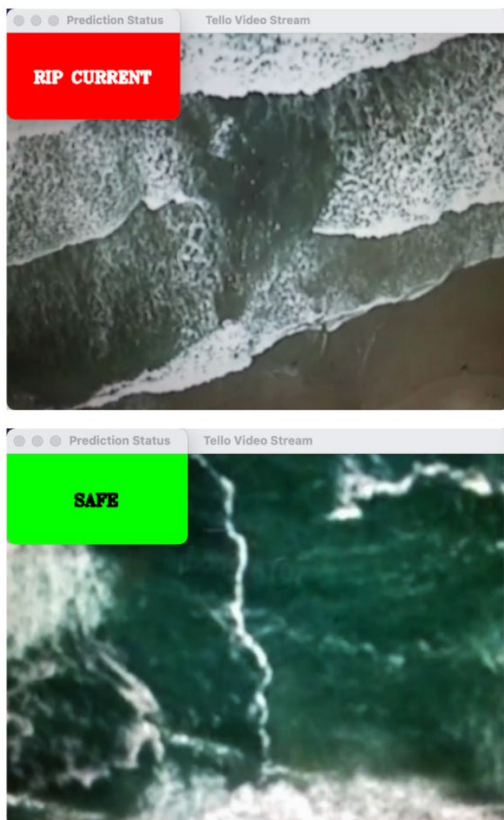 Prediction Status
Tello Video Stream
RIP CURRENT
Prediction Status
Tello Video Stream
SAFE